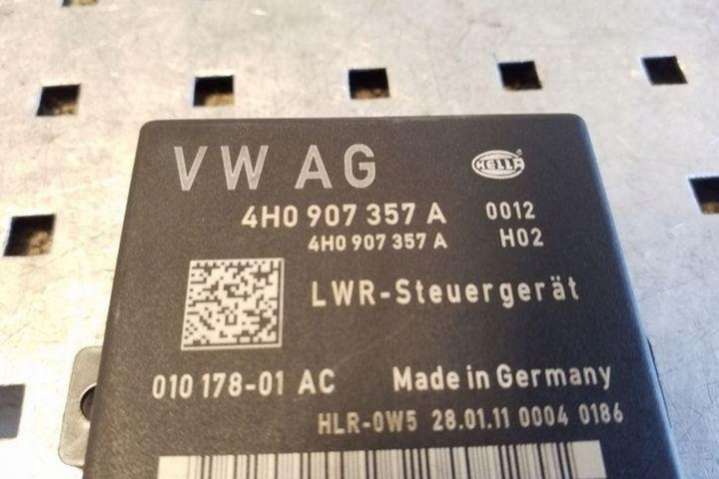 VW AG
HELLA
4H0 907 357 A 0012
4H0 907 357 A H02
LWR-Steuergerät
010 178-01 AC Made in Germany
HLR-0W5 28.01.11 0004 0186